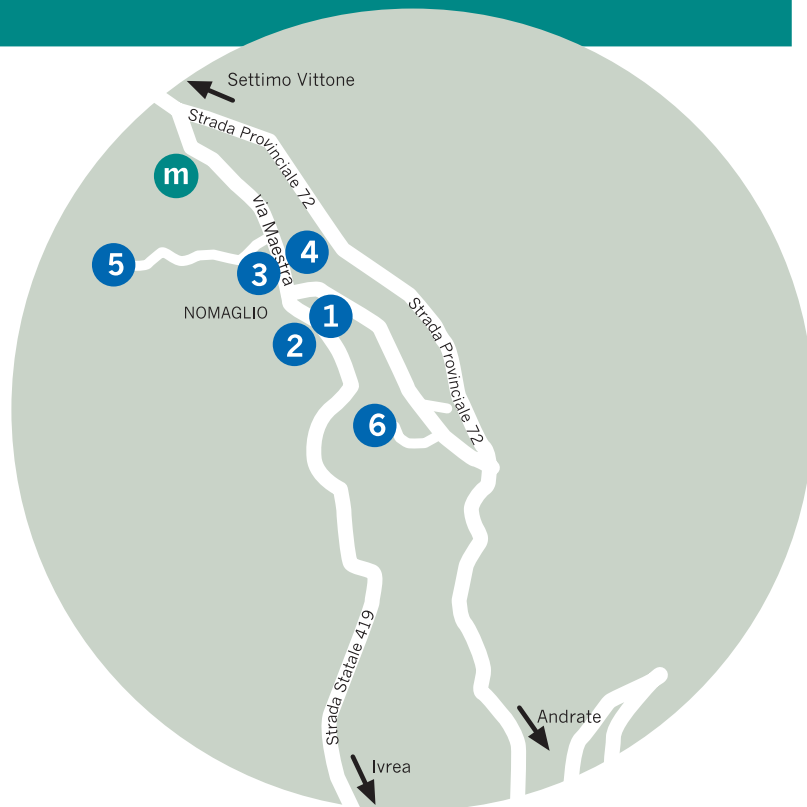 Settimo Vittone
Strada Provinciale 72
m
via Maestra
4
5
3
NOMAGLIO
1
2
Strada Provinciale 72
6
Strada Statale 419
Andrate
Ivrea